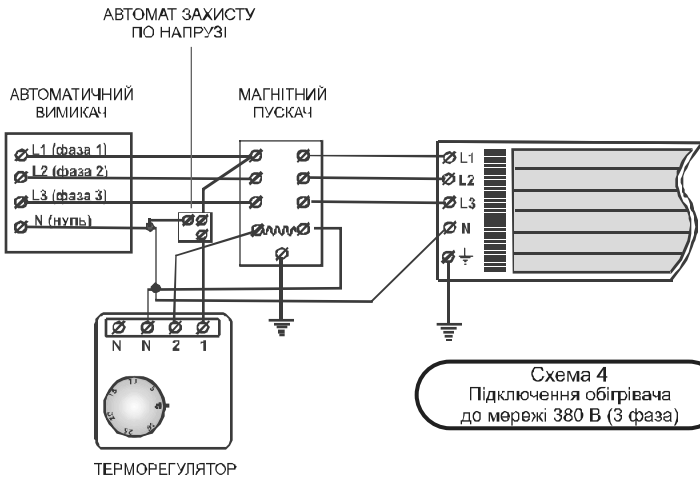 АВТОМАТ ЗАХИСТУ
ПО НАПРУЗІ
АВТОМАТИЧНИЙ
ВИМИКАЧ
МАГНІТНИЙ
ПУСКАЧ
L1 (фаза 1)
L2 (фаза 2)
L3 (фаза 3)
N (нуль)
L1
L2
L3
N
N N 2 1
ТЕРМОРЕГУЛЯТОР
Схема 4
Підключення обігрівача
до мережі 380 В (3 фаза)